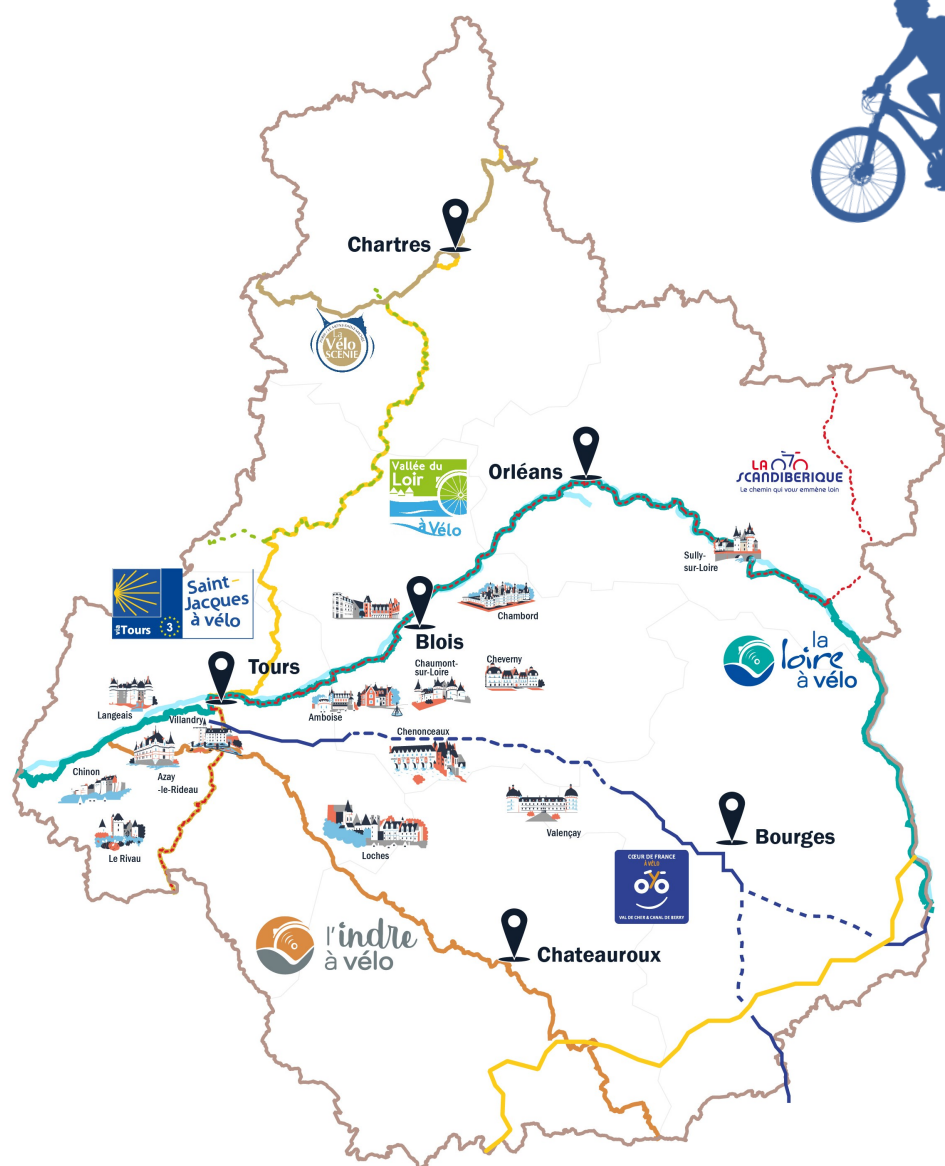 Chartres
La
Vélo
SCÉNIE
Vallée du
Loir
à Vélo
Orléans
LA
SCANDIBERIQUE
Le chemin qui vous emmène loin
Sully-
sur-Loire
Saint-
Jacques
à vélo
Tours
3
Chambord
Blois
la
loire
à vélo
Tours
Chaumont-
sur-Loire
Cheverny
Langeais
Villandry
Amboise
Chenonceaux
Chinon
Azay
-le-Rideau
Valençay
Bourges
Le Rivau
Loches
CŒUR DE FRANCE
À VÉLO
VAL DE CHER & CANAL DE BERRY
l'indre
à vélo
Chateauroux